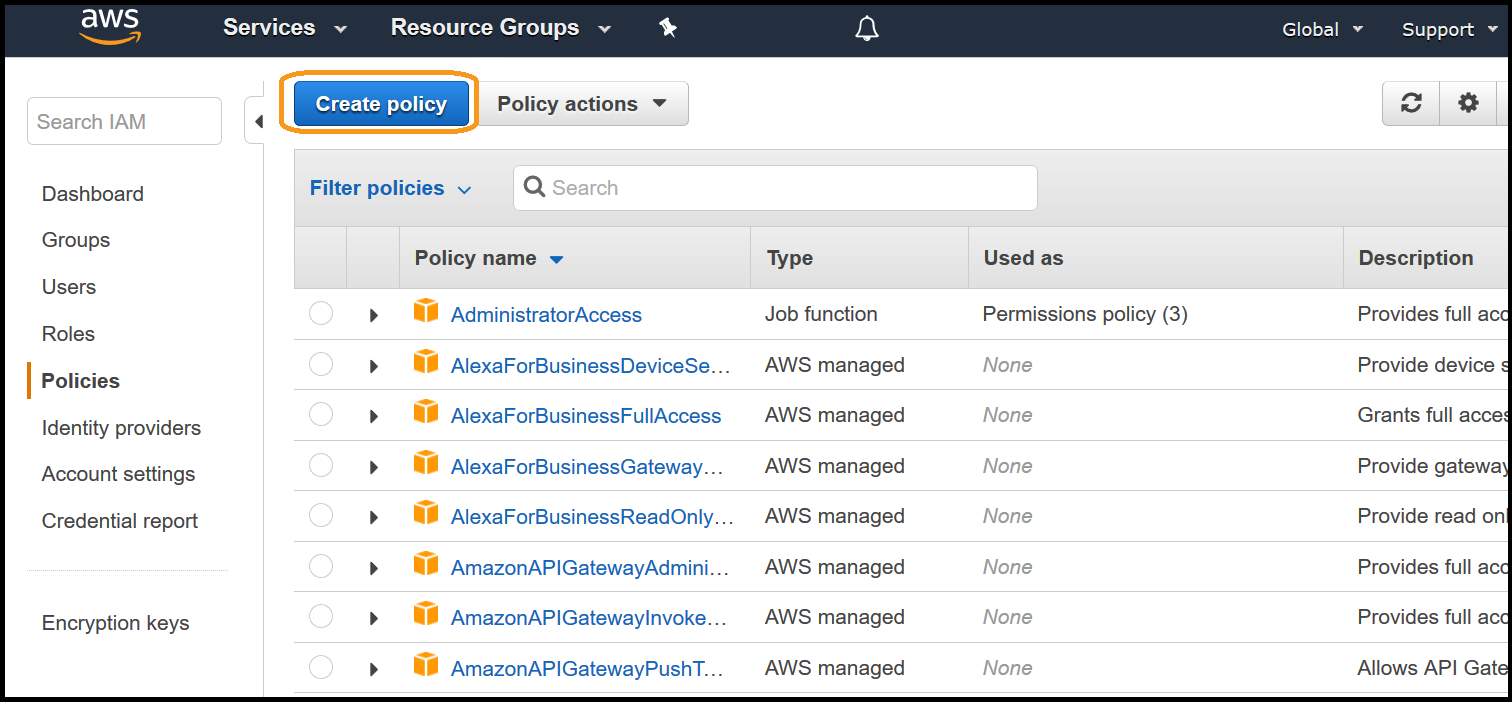 aws Services Resource Groups Global Support
Search IAM
Dashboard
Groups
Users
Roles
Policies
Identity providers
Account settings
Credential report
Encryption keys
Create policy Policy actions
Filter policies Search
Policy name Type Used as Description
AdministratorAccess Job function Permissions policy (3) Provides full acc
AlexaForBusinessDeviceSe… AWS managed None Provide device s
AlexaForBusinessFullAccess AWS managed None Grants full acces
AlexaForBusinessGateway… AWS managed None Provide gateway
AlexaForBusinessReadOnly… AWS managed None Provide read onl
AmazonAPIGatewayAdmini… AWS managed None Provides full acc
AmazonAPIGatewayInvoke… AWS managed None Provides full acc
AmazonAPIGatewayPushT… AWS managed None Allows API Gate